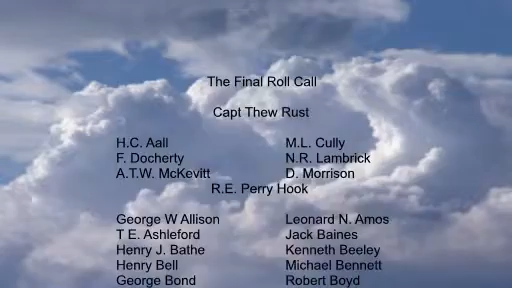 The Final Roll Call
Capt Thew Rust
H.C. Aall M.L. Cully
F. Docherty N.R. Lambrick
A.T.W. McKevitt D. Morrison
R.E. Perry Hook
George W Allison Leonard N. Amos
T E. Ashleford Jack Baines
Henry J. Bathe Kenneth Beeley
Henry Bell Michael Bennett
George Bond Robert Boyd